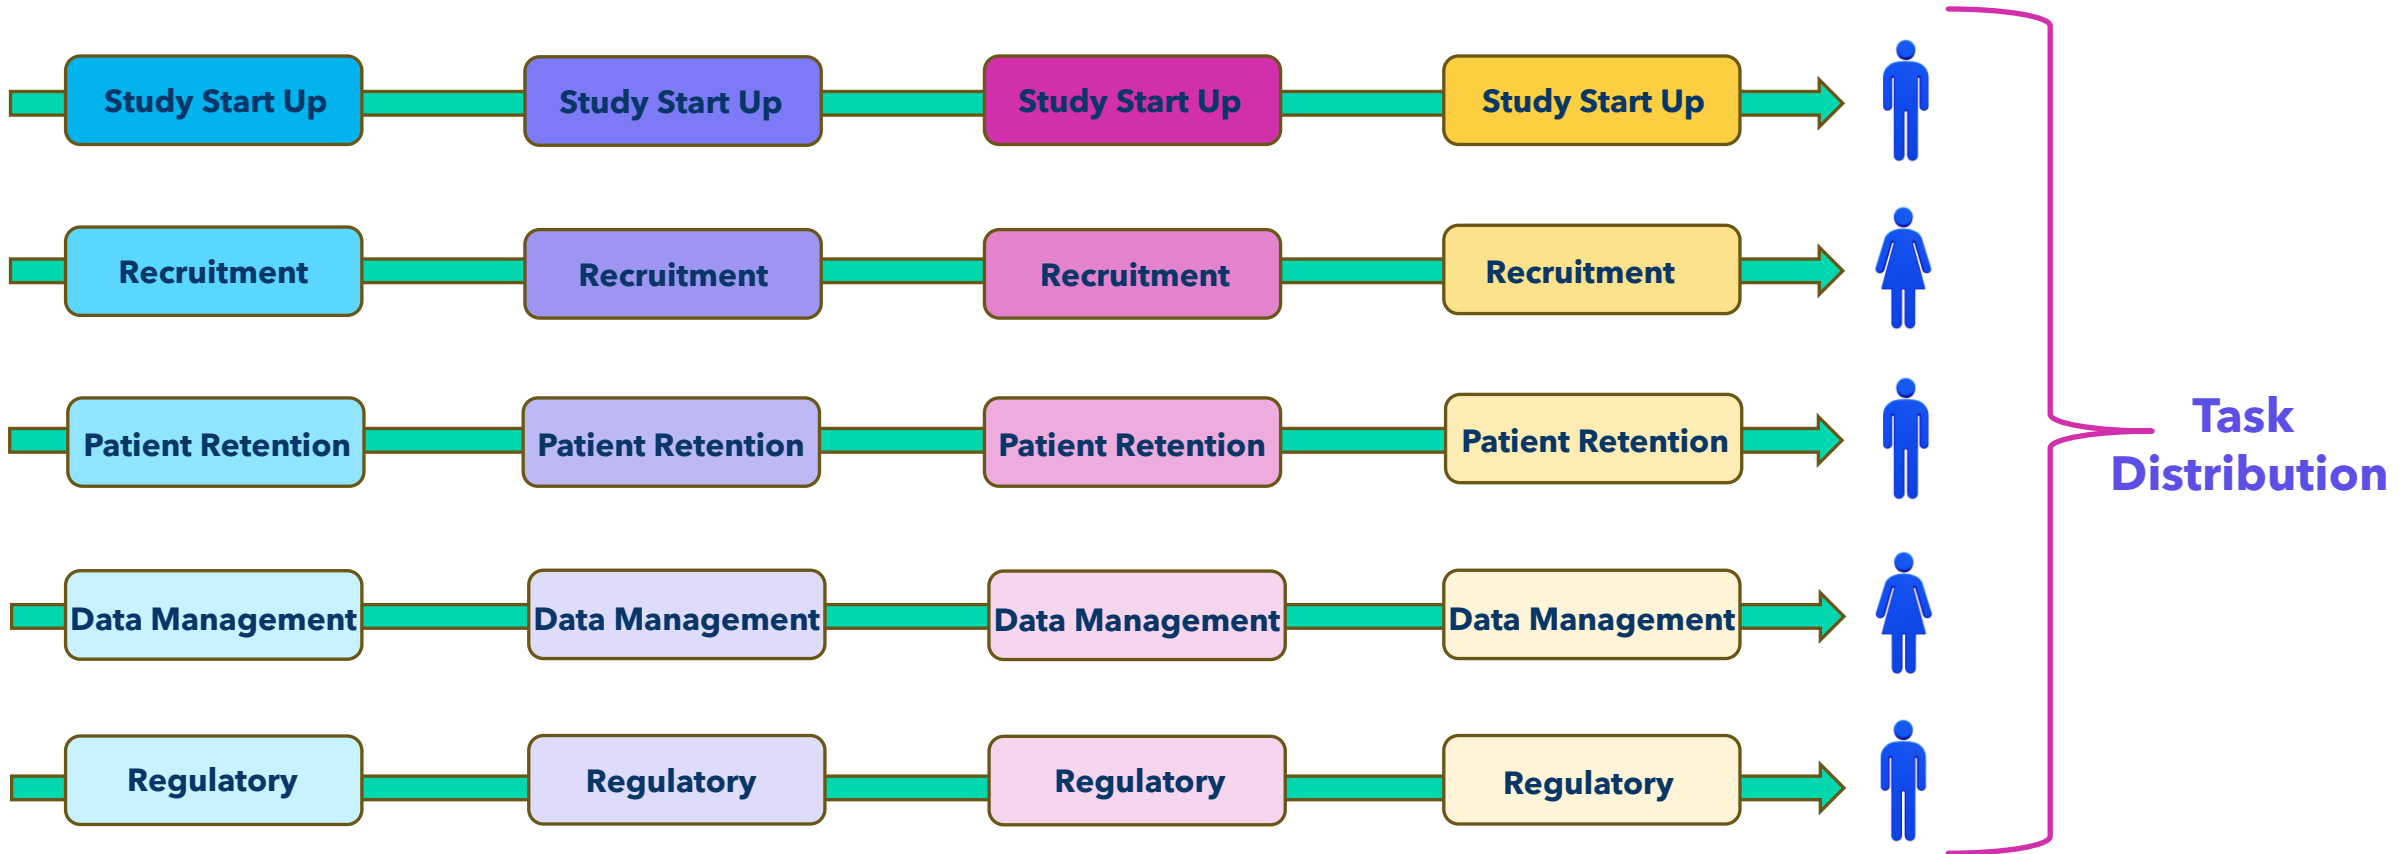 Study Start Up
Study Start Up
Study Start Up
Study Start Up
Recruitment
Recruitment
Recruitment
Recruitment
Patient Retention
Patient Retention
Patient Retention
Patient Retention
Data Management
Data Management
Data Management
Data Management
Regulatory
Regulatory
Regulatory
Regulatory
Task
Distribution